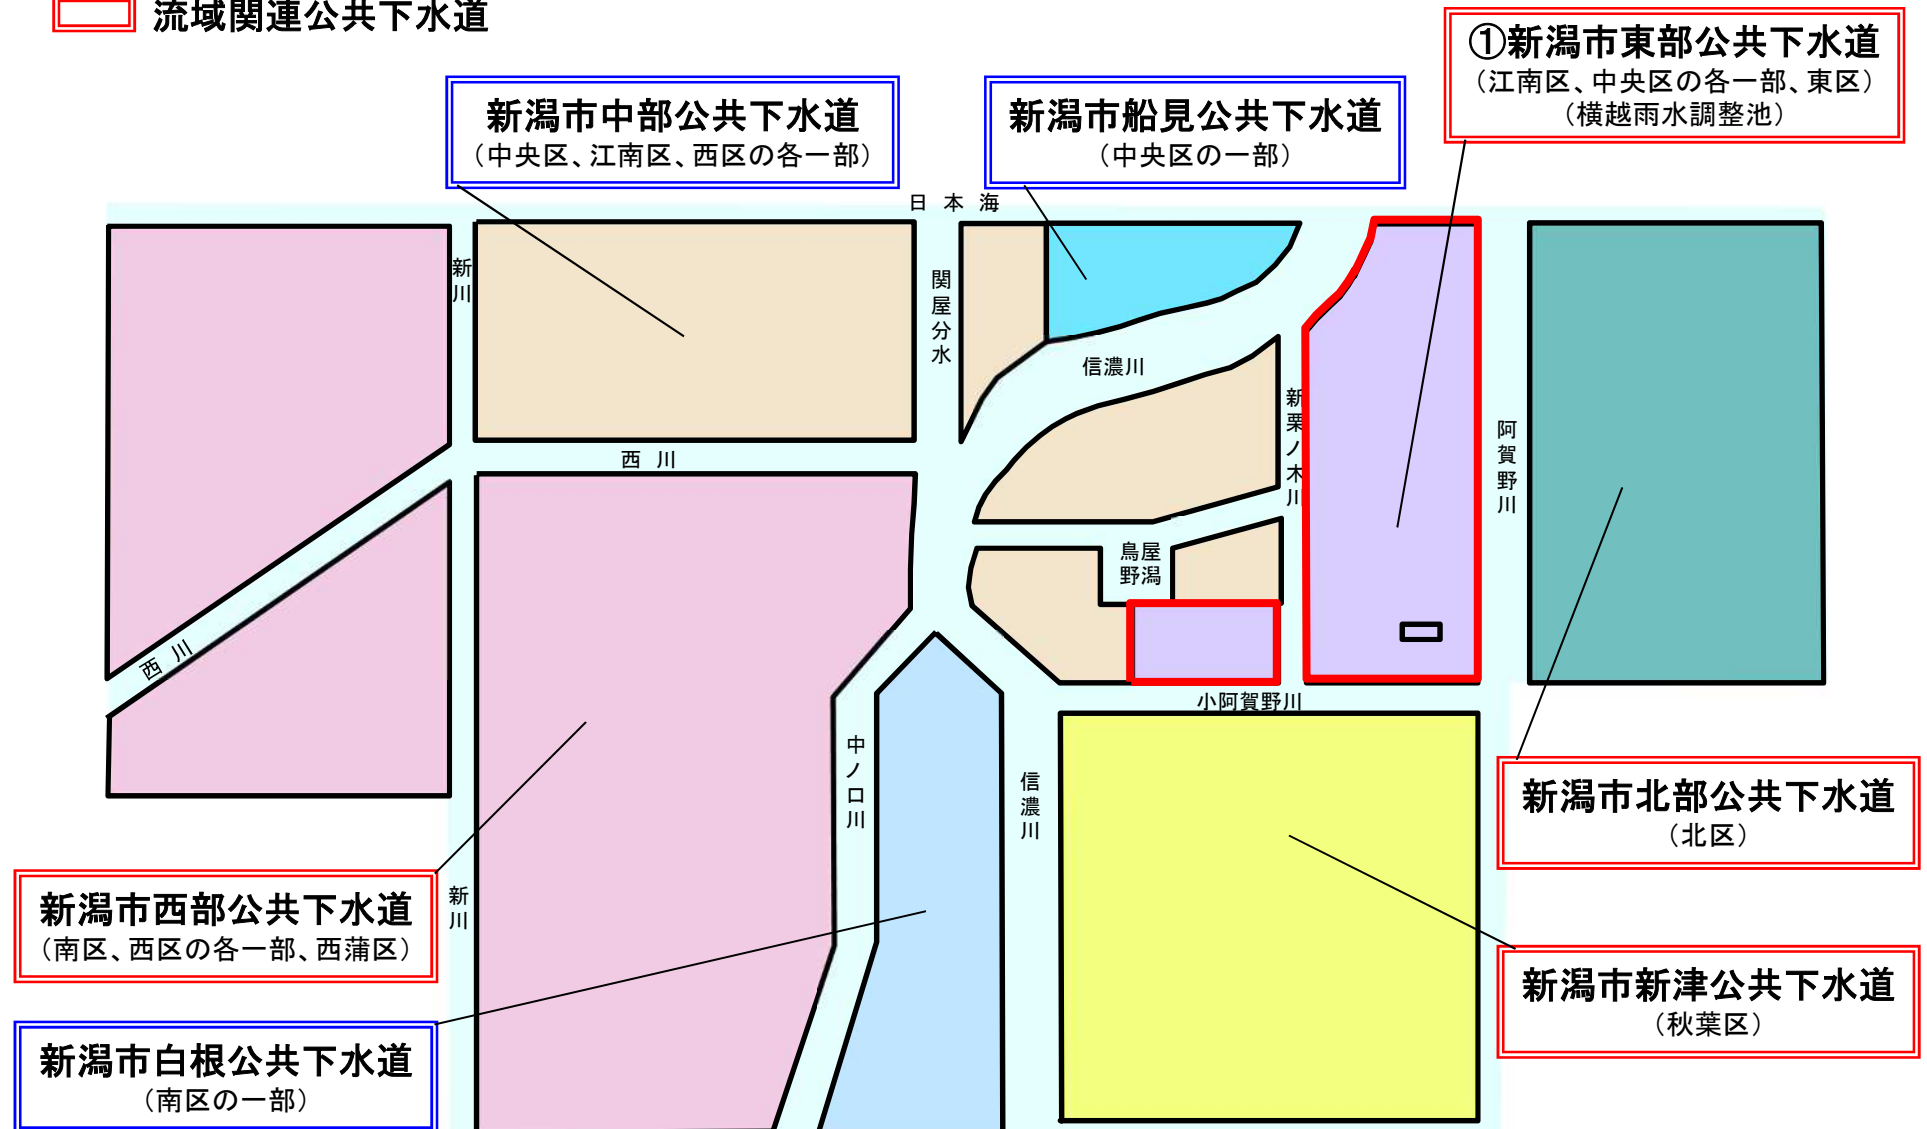 流域関連公共下水道
①新潟市東部公共下水道
（江南区、中央区の各一部、東区）
（横越雨水調整池）
新潟市中部公共下水道
（中央区、江南区、西区の各一部）
新潟市船見公共下水道
（中央区の一部）
日本海
新川
関屋分水
信濃川
新栗ノ木川
阿賀野川
西川
鳥屋
野潟
西川
小阿賀野川
中ノ口川
信濃川
新潟市北部公共下水道
（北区）
新潟市西部公共下水道
（南区、西区の各一部、西蒲区）
新川
新潟市新津公共下水道
（秋葉区）
新潟市白根公共下水道
（南区の一部）